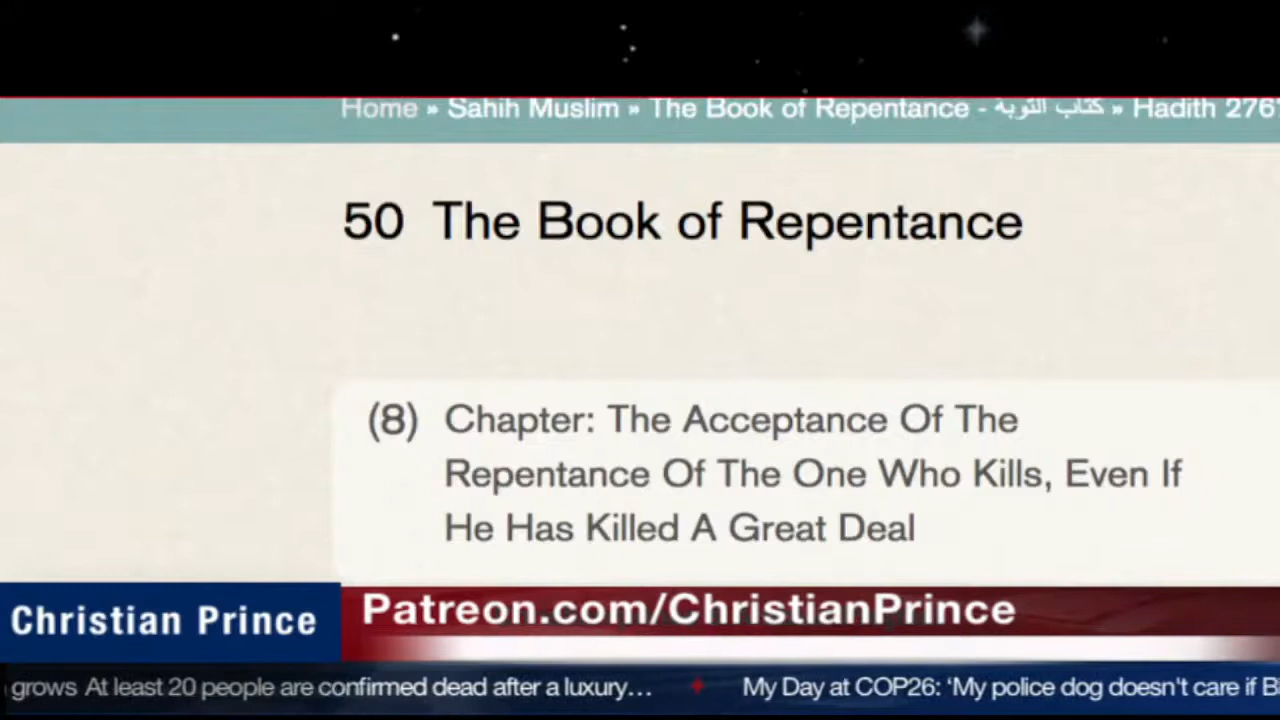 Home » Sahih Muslim » The Book of Repentance - كتاب التوبة » Hadith 276
50 The Book of Repentance
(8) Chapter: The Acceptance Of The
Repentance Of The One Who Kills, Even If
He Has Killed A Great Deal
Christian Prince
Patreon.com/ChristianPrince
grows At least 20 people are confirmed dead after a luxury... My Day at COP26: ‘My police dog doesn't care if B